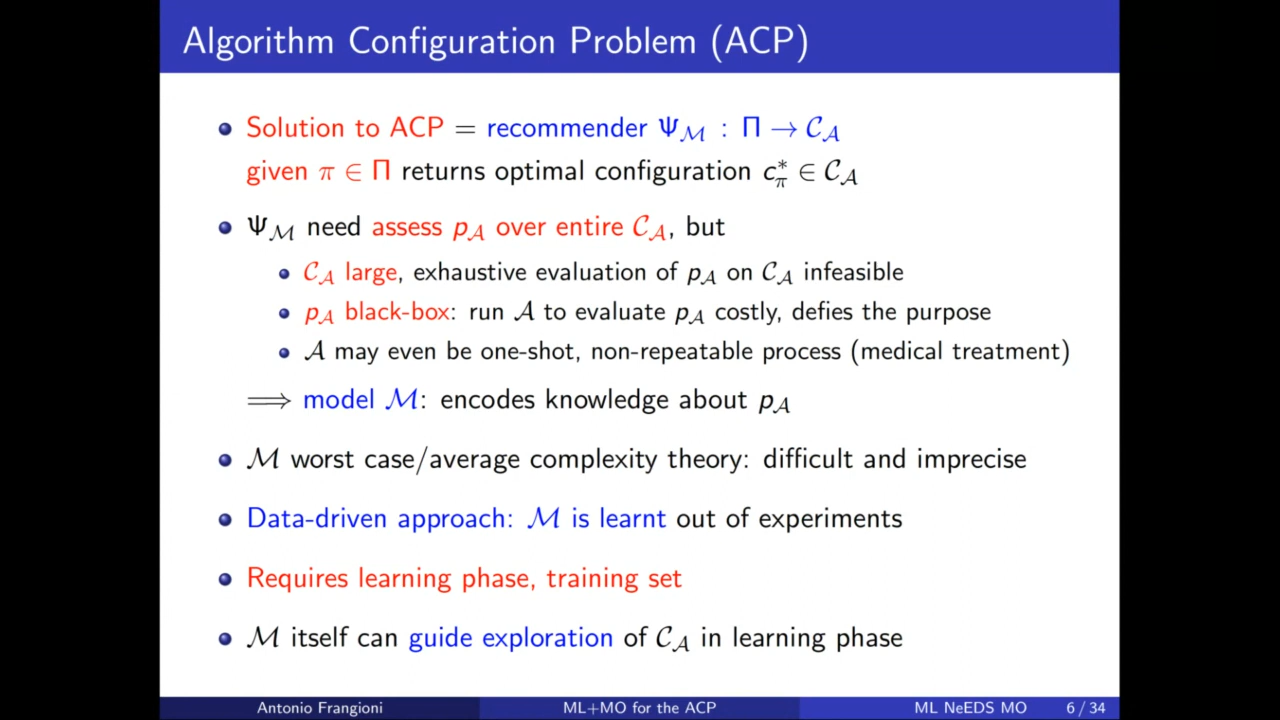 Algorithm Configuration Problem (ACP)
Solution to ACP = recommender Ψ_ℳ : Π → 𝒞_𝒜
given π ∈ Π returns optimal configuration c*_π ∈ 𝒞_𝒜
Ψ_ℳ need assess p_𝒜 over entire 𝒞_𝒜, but
𝒞_𝒜 large, exhaustive evaluation of p_𝒜 on 𝒞_𝒜 infeasible
p_𝒜 black-box: run 𝒜 to evaluate p_𝒜 costly, defies the purpose
𝒜 may even be one-shot, non-repeatable process (medical treatment)
⟹ model ℳ: encodes knowledge about p_𝒜
ℳ worst case/average complexity theory: difficult and imprecise
Data-driven approach: ℳ is learnt out of experiments
Requires learning phase, training set
ℳ itself can guide exploration of 𝒞_𝒜 in learning phase
Antonio Frangioni ML+MO for the ACP ML NeEDS MO 6 / 34